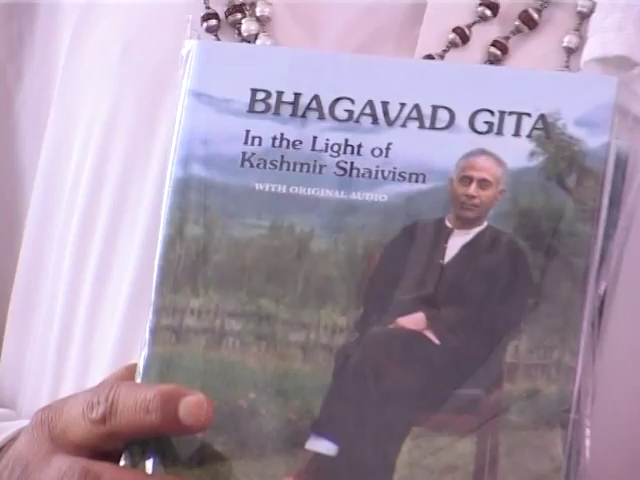 BHAGAVAD GITA
In the Light of
Kashmir Shaivism
WITH ORIGINAL AUDIO